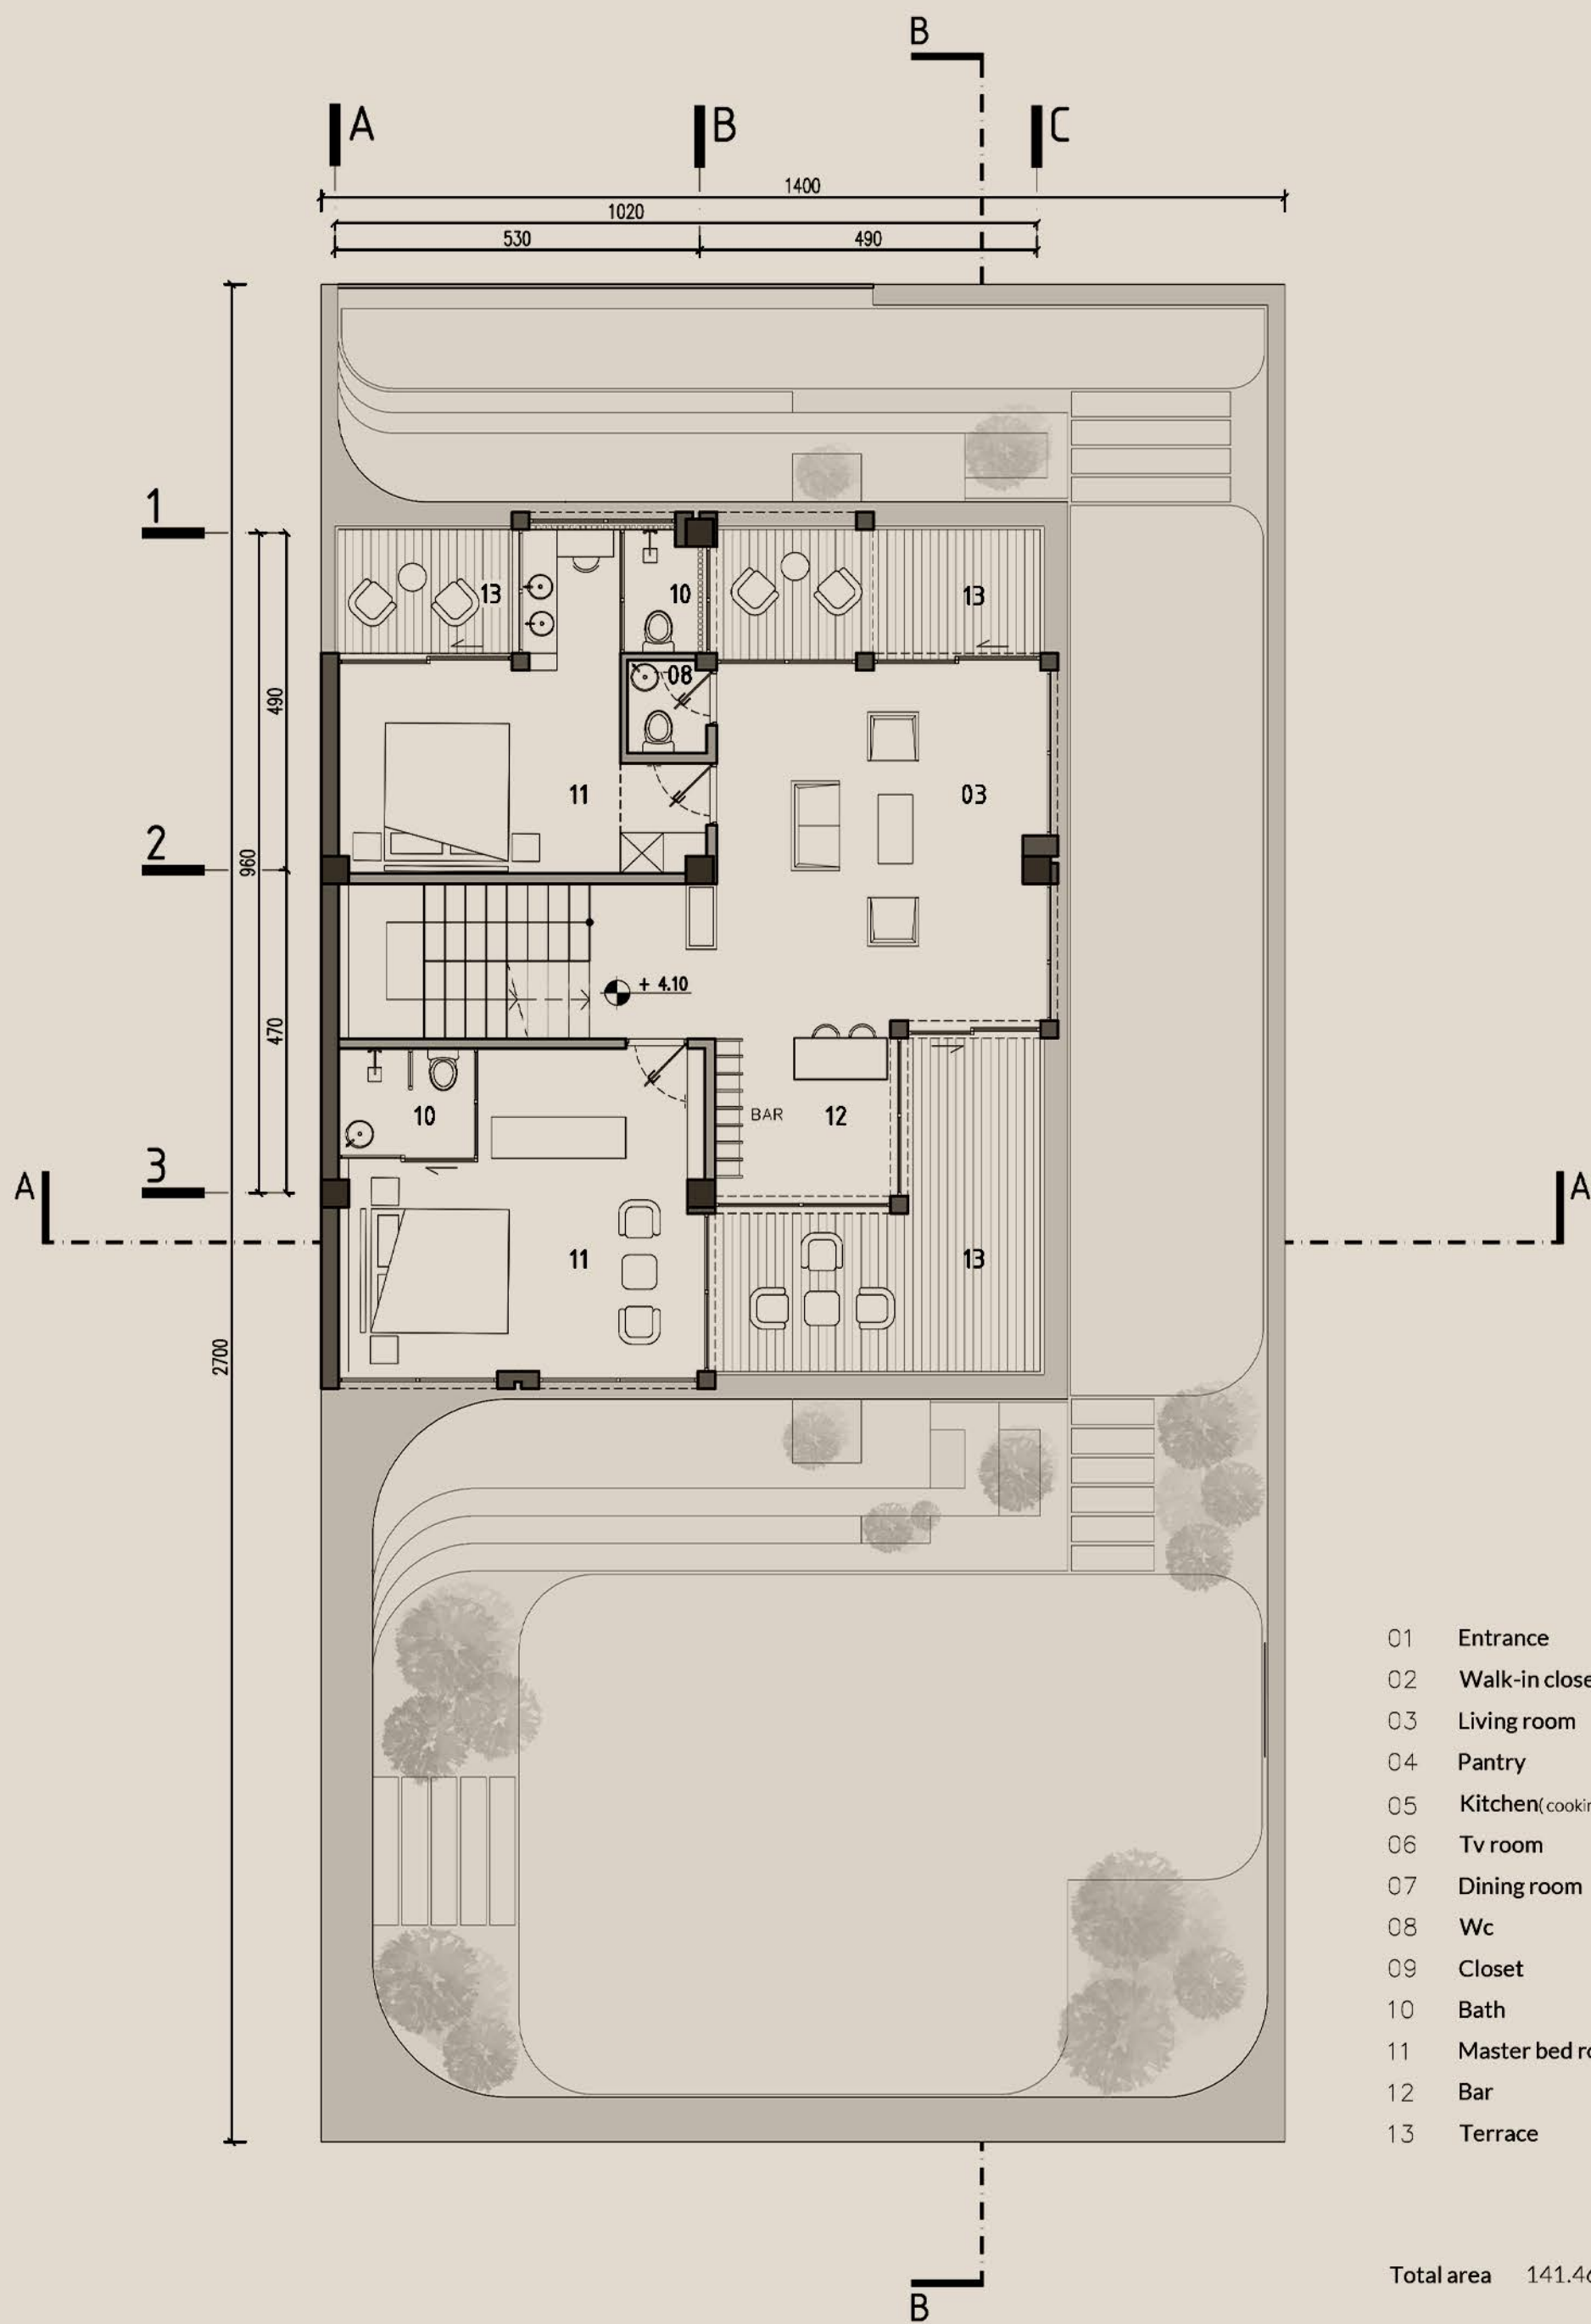 B
A
B
C
1400
1020
530
490
1
13
10
13
08
490
11
03
2
960
+ 4.10
470
10
BAR
12
3
A
A
11
13
2700
01 Entrance
02 Walk-in close
03 Living room
04 Pantry
05 Kitchen( cookin
06 Tv room
07 Dining room
08 Wc
09 Closet
10 Bath
11 Master bed ro
12 Bar
13 Terrace
Total area 141.46
B